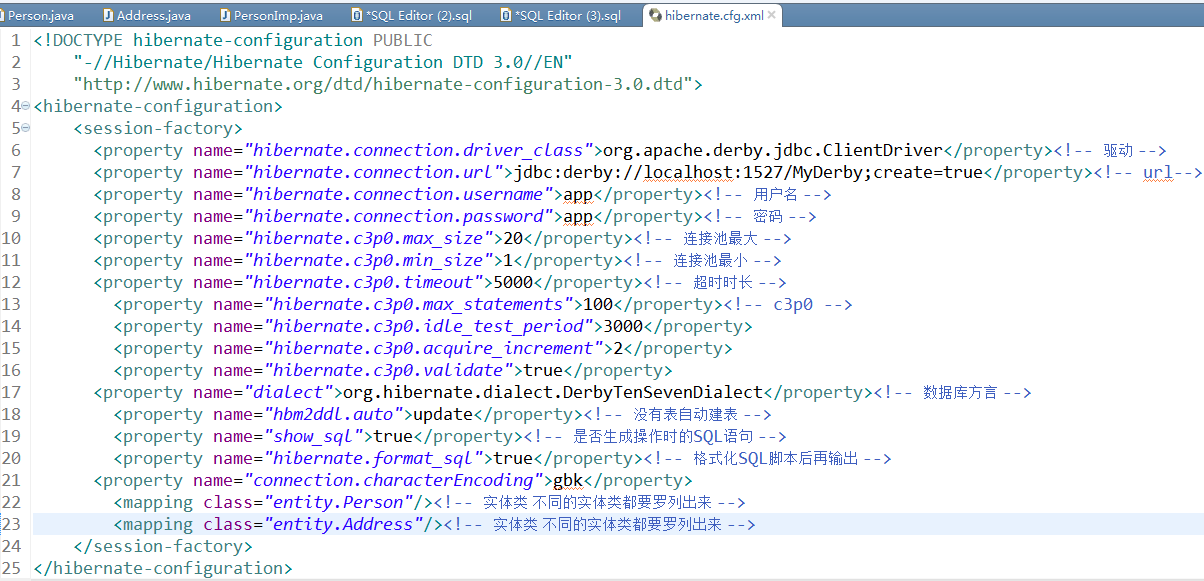 Person.java Address.java PersonImp.java *SQL Editor (2).sql *SQL Editor (3).sql hibernate.cfg.xml
1 <!DOCTYPE hibernate-configuration PUBLIC
2 "-//Hibernate/Hibernate Configuration DTD 3.0//EN"
3 "http://www.hibernate.org/dtd/hibernate-configuration-3.0.dtd">
4 <hibernate-configuration>
5 <session-factory>
6 <property name="hibernate.connection.driver_class">org.apache.derby.jdbc.ClientDriver</property><!-- 驱动 -->
7 <property name="hibernate.connection.url">jdbc:derby://localhost:1527/MyDerby;create=true</property><!-- url-->
8 <property name="hibernate.connection.username">app</property><!-- 用户名 -->
9 <property name="hibernate.connection.password">app</property><!-- 密码 -->
10 <property name="hibernate.c3p0.max_size">20</property><!-- 连接池最大 -->
11 <property name="hibernate.c3p0.min_size">1</property><!-- 连接池最小 -->
12 <property name="hibernate.c3p0.timeout">5000</property><!-- 超时时长 -->
13 <property name="hibernate.c3p0.max_statements">100</property><!-- c3p0 -->
14 <property name="hibernate.c3p0.idle_test_period">3000</property>
15 <property name="hibernate.c3p0.acquire_increment">2</property>
16 <property name="hibernate.c3p0.validate">true</property>
17 <property name="dialect">org.hibernate.dialect.DerbyTenSevenDialect</property><!-- 数据库方言 -->
18 <property name="hbm2ddl.auto">update</property><!-- 没有表自动建表 -->
19 <property name="show_sql">true</property><!-- 是否生成操作时的SQL语句 -->
20 <property name="hibernate.format_sql">true</property><!-- 格式化SQL脚本后再输出 -->
21 <property name="connection.characterEncoding">gbk</property>
22 <mapping class="entity.Person"/><!-- 实体类 不同的实体类都要罗列出来 -->
23 <mapping class="entity.Address"/><!-- 实体类 不同的实体类都要罗列出来 -->
24 </session-factory>
25 </hibernate-configuration>